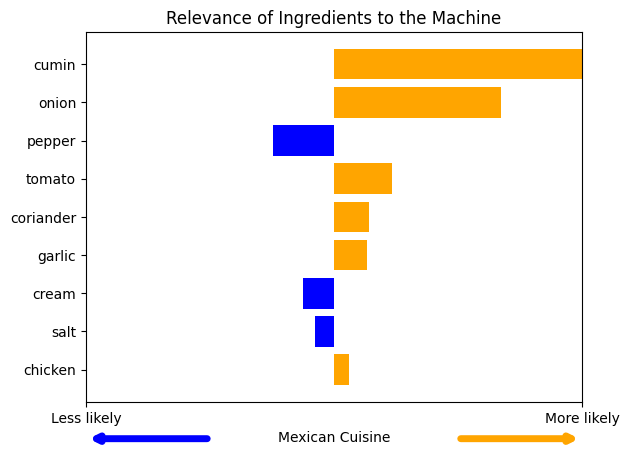 Relevance of Ingredients to the Machine
cumin
onion
pepper
tomato
coriander
garlic
cream
salt
chicken
Less likely
More likely
Mexican Cuisine